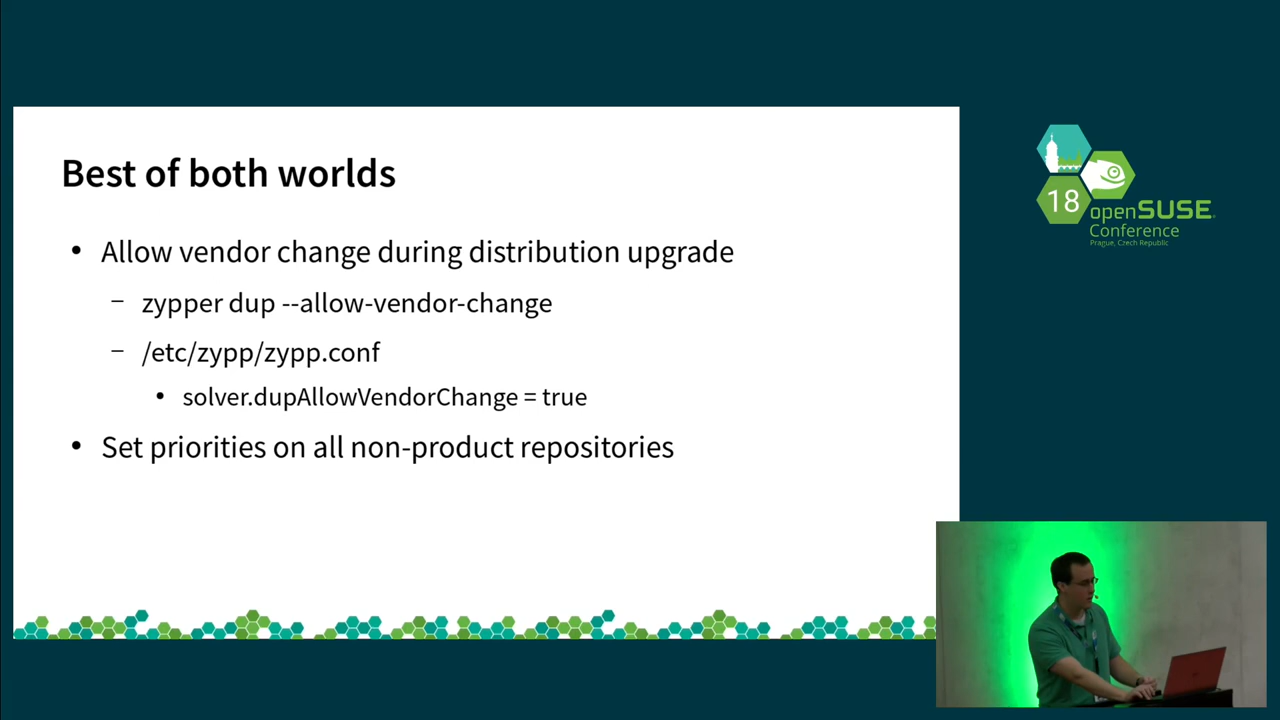 Best of both worlds
• Allow vendor change during distribution upgrade
– zypper dup --allow-vendor-change
– /etc/zypp/zypp.conf
• solver.dupAllowVendorChange = true
• Set priorities on all non-product repositories
18
openSUSE
Conference
Prague, Czech Republic